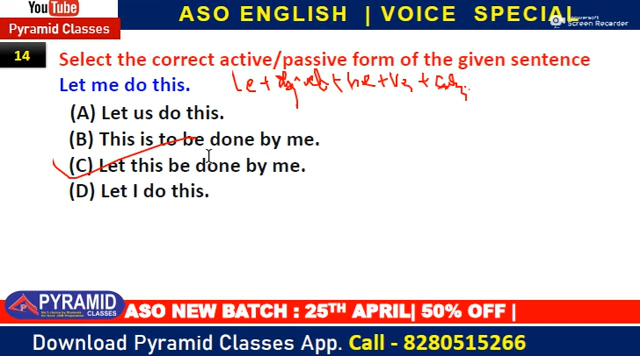 YouTube
Pyramid Classes
ASO ENGLISH | VOICE SPECIAL
Universoft
Screen Recorder
14
Select the correct active/passive form of the given sentence
Let me do this.
(A) Let us do this.
(B) This is to be done by me.
(C) Let this be done by me.
(D) Let I do this.
PYRAMID
CLASSES
ASO NEW BATCH : 25TH APRIL| 50% OFF |
Download Pyramid Classes App. Call - 8280515266